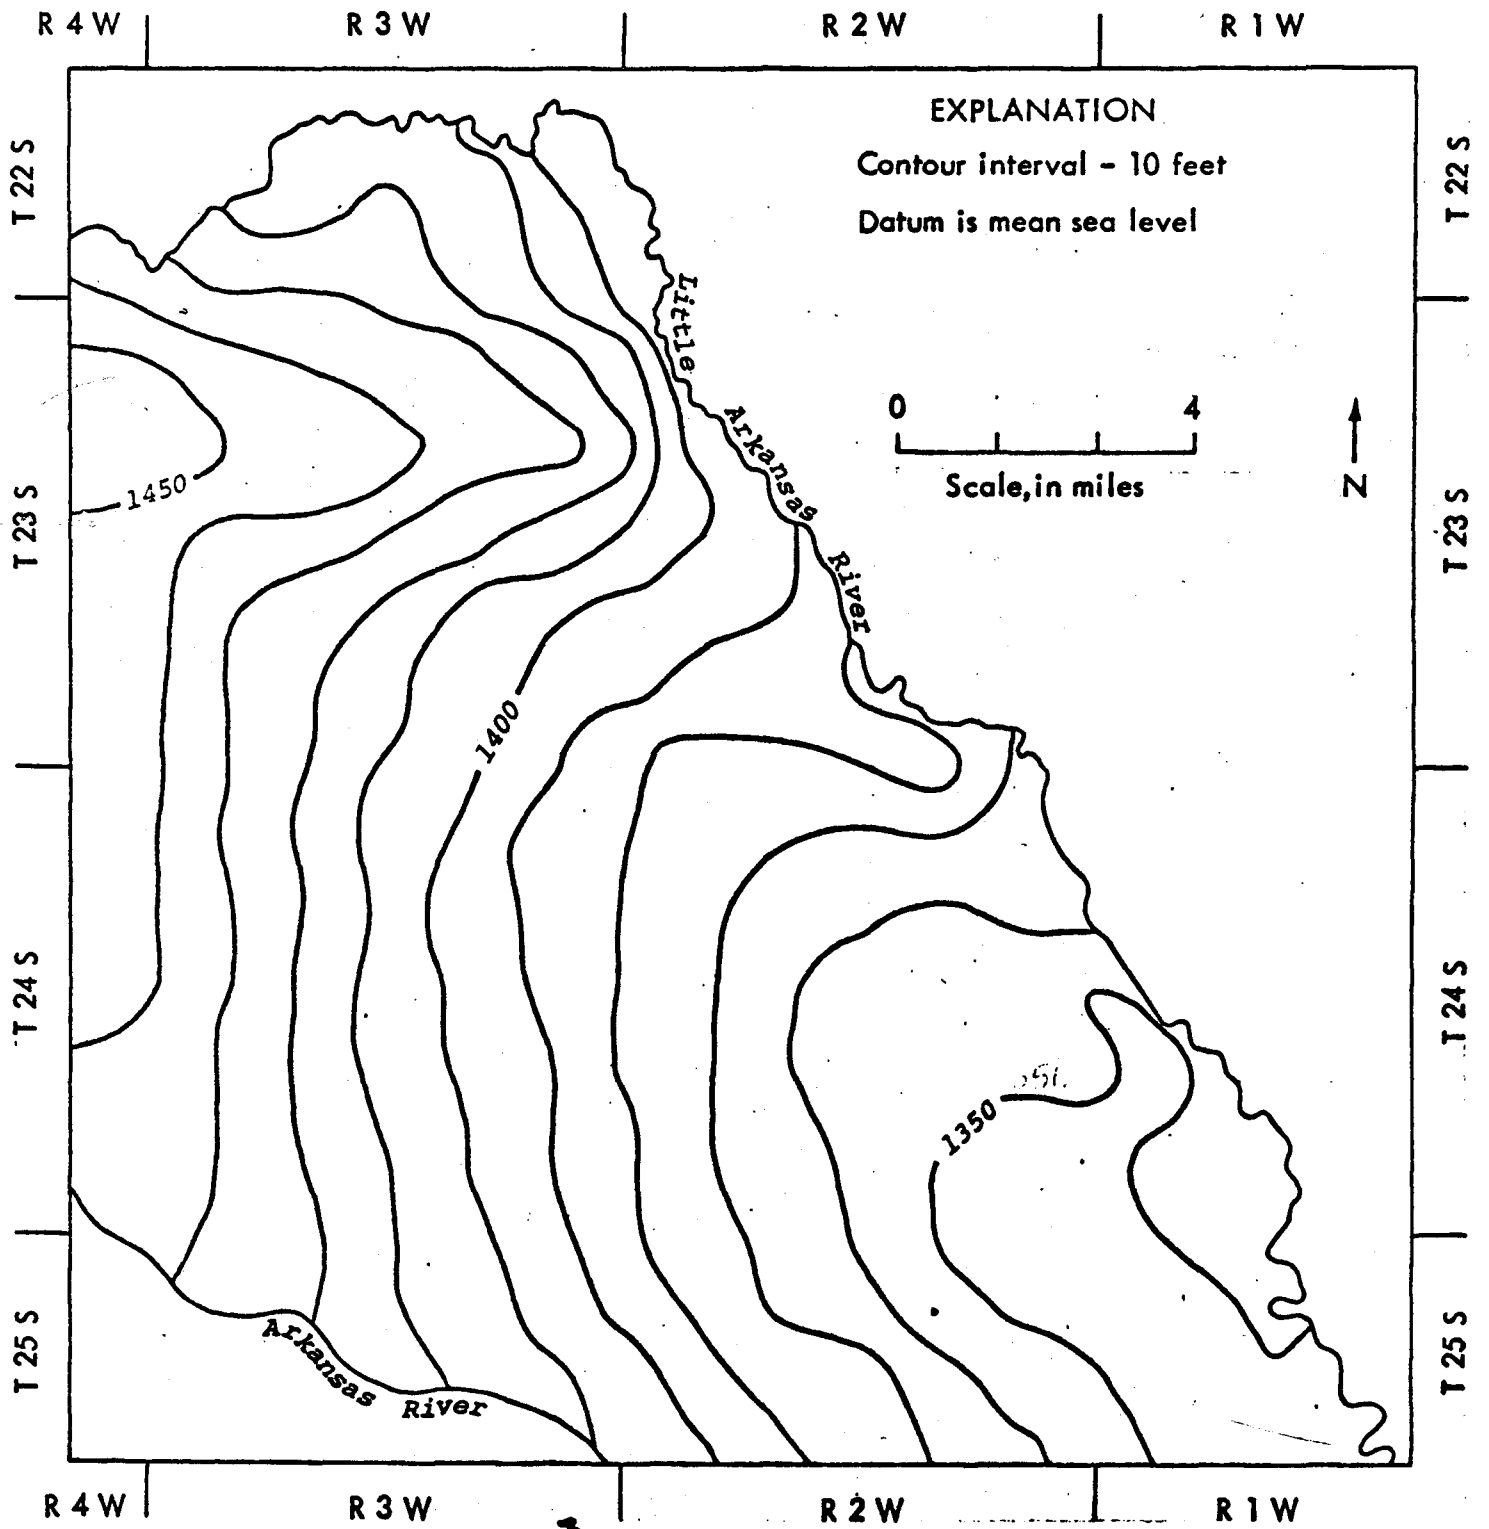 R 4 W R 3 W R 2 W R 1 W
EXPLANATION
Contour interval - 10 feet
Datum is mean sea level
T 22 S
T 22 S
Little Arkansas River
0 4
Scale, in miles
N
1450
T 23 S
T 23 S
1400
T 24 S
T 24 S
1350
T 25 S
T 25 S
Arkansas River
R 4 W R 3 W R 2 W R 1 W